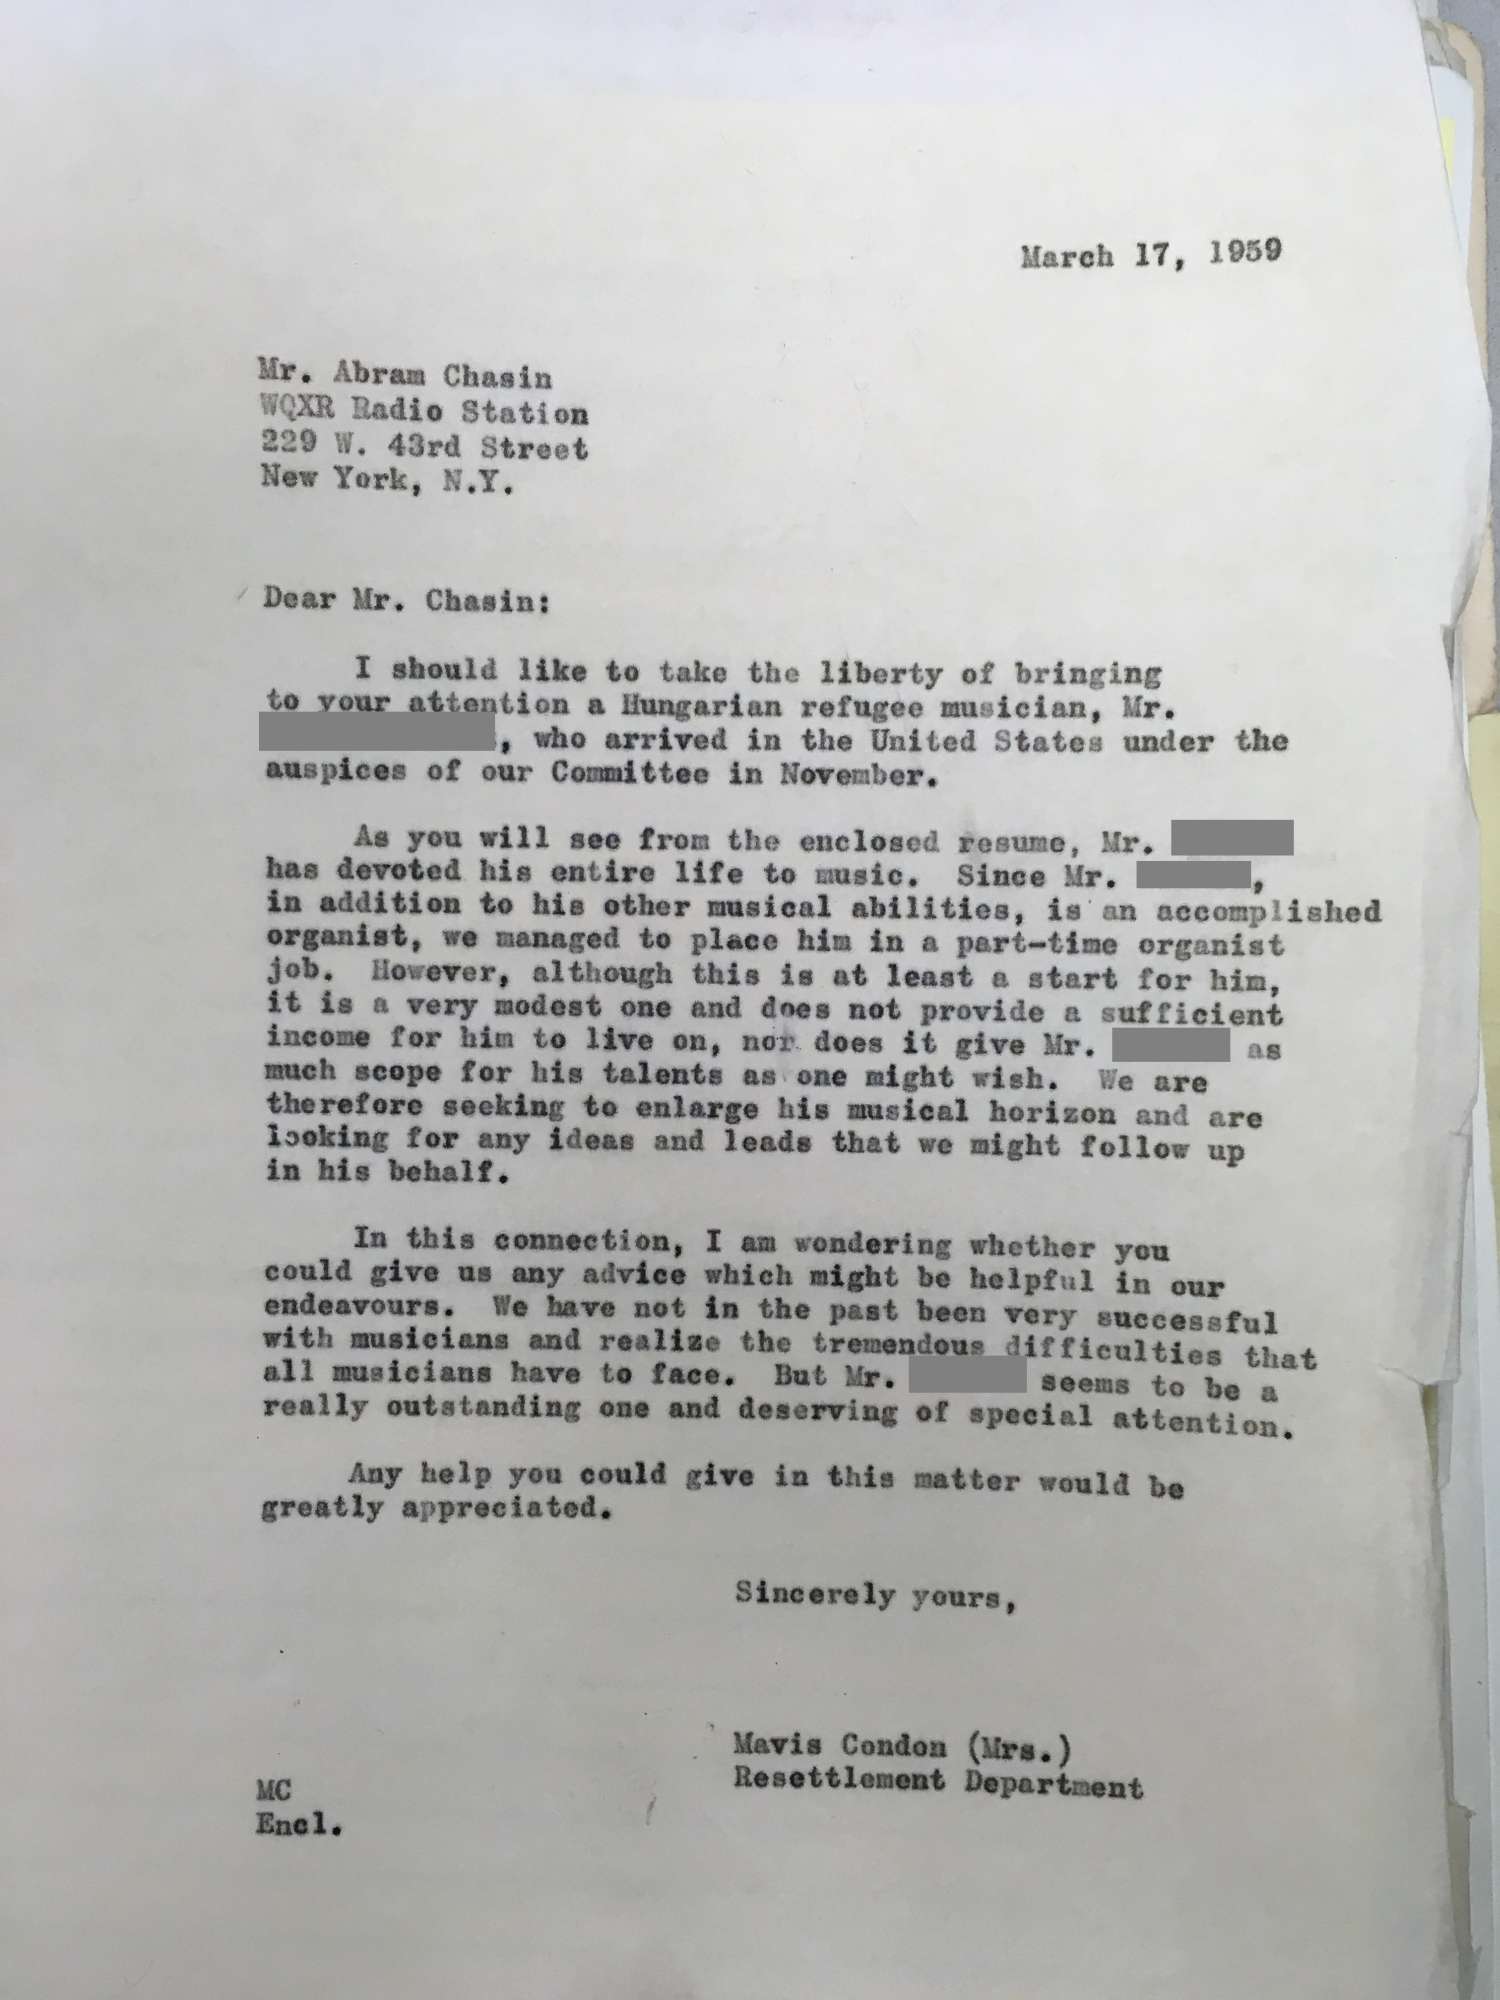 March 17, 1959
Mr. Abram Chasin
WQXR Radio Station
229 W. 43rd Street
New York, N.Y.
Dear Mr. Chasin:
I should like to take the liberty of bringing
to your attention a Hungarian refugee musician, Mr.
, who arrived in the United States under the
auspices of our Committee in November.
As you will see from the enclosed resume, Mr.
has devoted his entire life to music. Since Mr. ,
in addition to his other musical abilities, is an accomplished
organist, we managed to place him in a part-time organist
job. However, although this is at least a start for him,
it is a very modest one and does not provide a sufficient
income for him to live on, nor does it give Mr. as
much scope for his talents as one might wish. We are
therefore seeking to enlarge his musical horizon and are
looking for any ideas and leads that we might follow up
in his behalf.
In this connection, I am wondering whether you
could give us any advice which might be helpful in our
endeavours. We have not in the past been very successful
with musicians and realize the tremendous difficulties that
all musicians have to face. But Mr. seems to be a
really outstanding one and deserving of special attention.
Any help you could give in this matter would be
greatly appreciated.
Sincerely yours,
Mavis Condon (Mrs.)
Resettlement Department
MC
Encl.